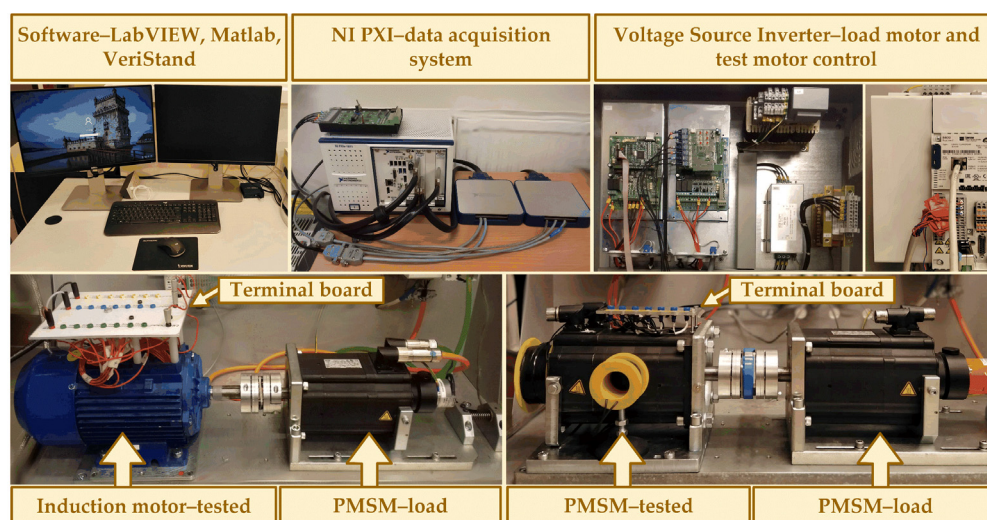 Software–LabVIEW, Matlab,
VeriStand
NI PXI–data acquisition
system
Voltage Source Inverter–load motor and
test motor control
Terminal board
Terminal board
Induction motor–tested
PMSM–load
PMSM–tested
PMSM–load